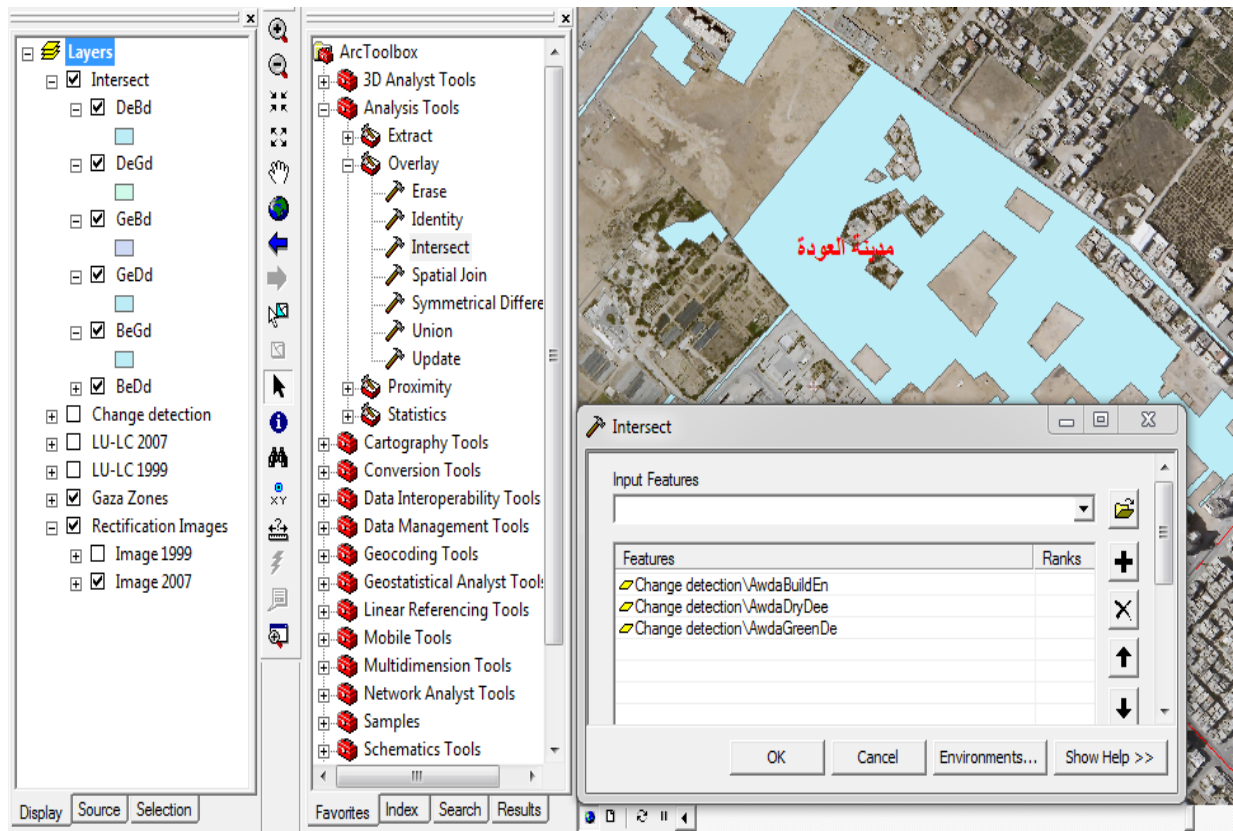 Layers
Intersect
DeBd
DeGd
GeBd
GeDd
BeGd
BeDd
Change detection
LU-LC 2007
LU-LC 1999
Gaza Zones
Rectification Images
Image 1999
Image 2007
Display Source Selection
XY
ArcToolbox
3D Analyst Tools
Analysis Tools
Extract
Overlay
Erase
Identity
Intersect
Spatial Join
Symmetrical Differe
Union
Update
Proximity
Statistics
Cartography Tools
Conversion Tools
Data Interoperability Tools
Data Management Tools
Geocoding Tools
Geostatistical Analyst Tools
Linear Referencing Tools
Mobile Tools
Multidimension Tools
Network Analyst Tools
Samples
Schematics Tools
Favorites Index Search Results
مدينة العودة
Intersect
Input Features
Features Ranks
Change detection\AwdaBuildEn
Change detection\AwdaDryDee
Change detection\AwdaGreenDe
OK Cancel Environments... Show Help >>